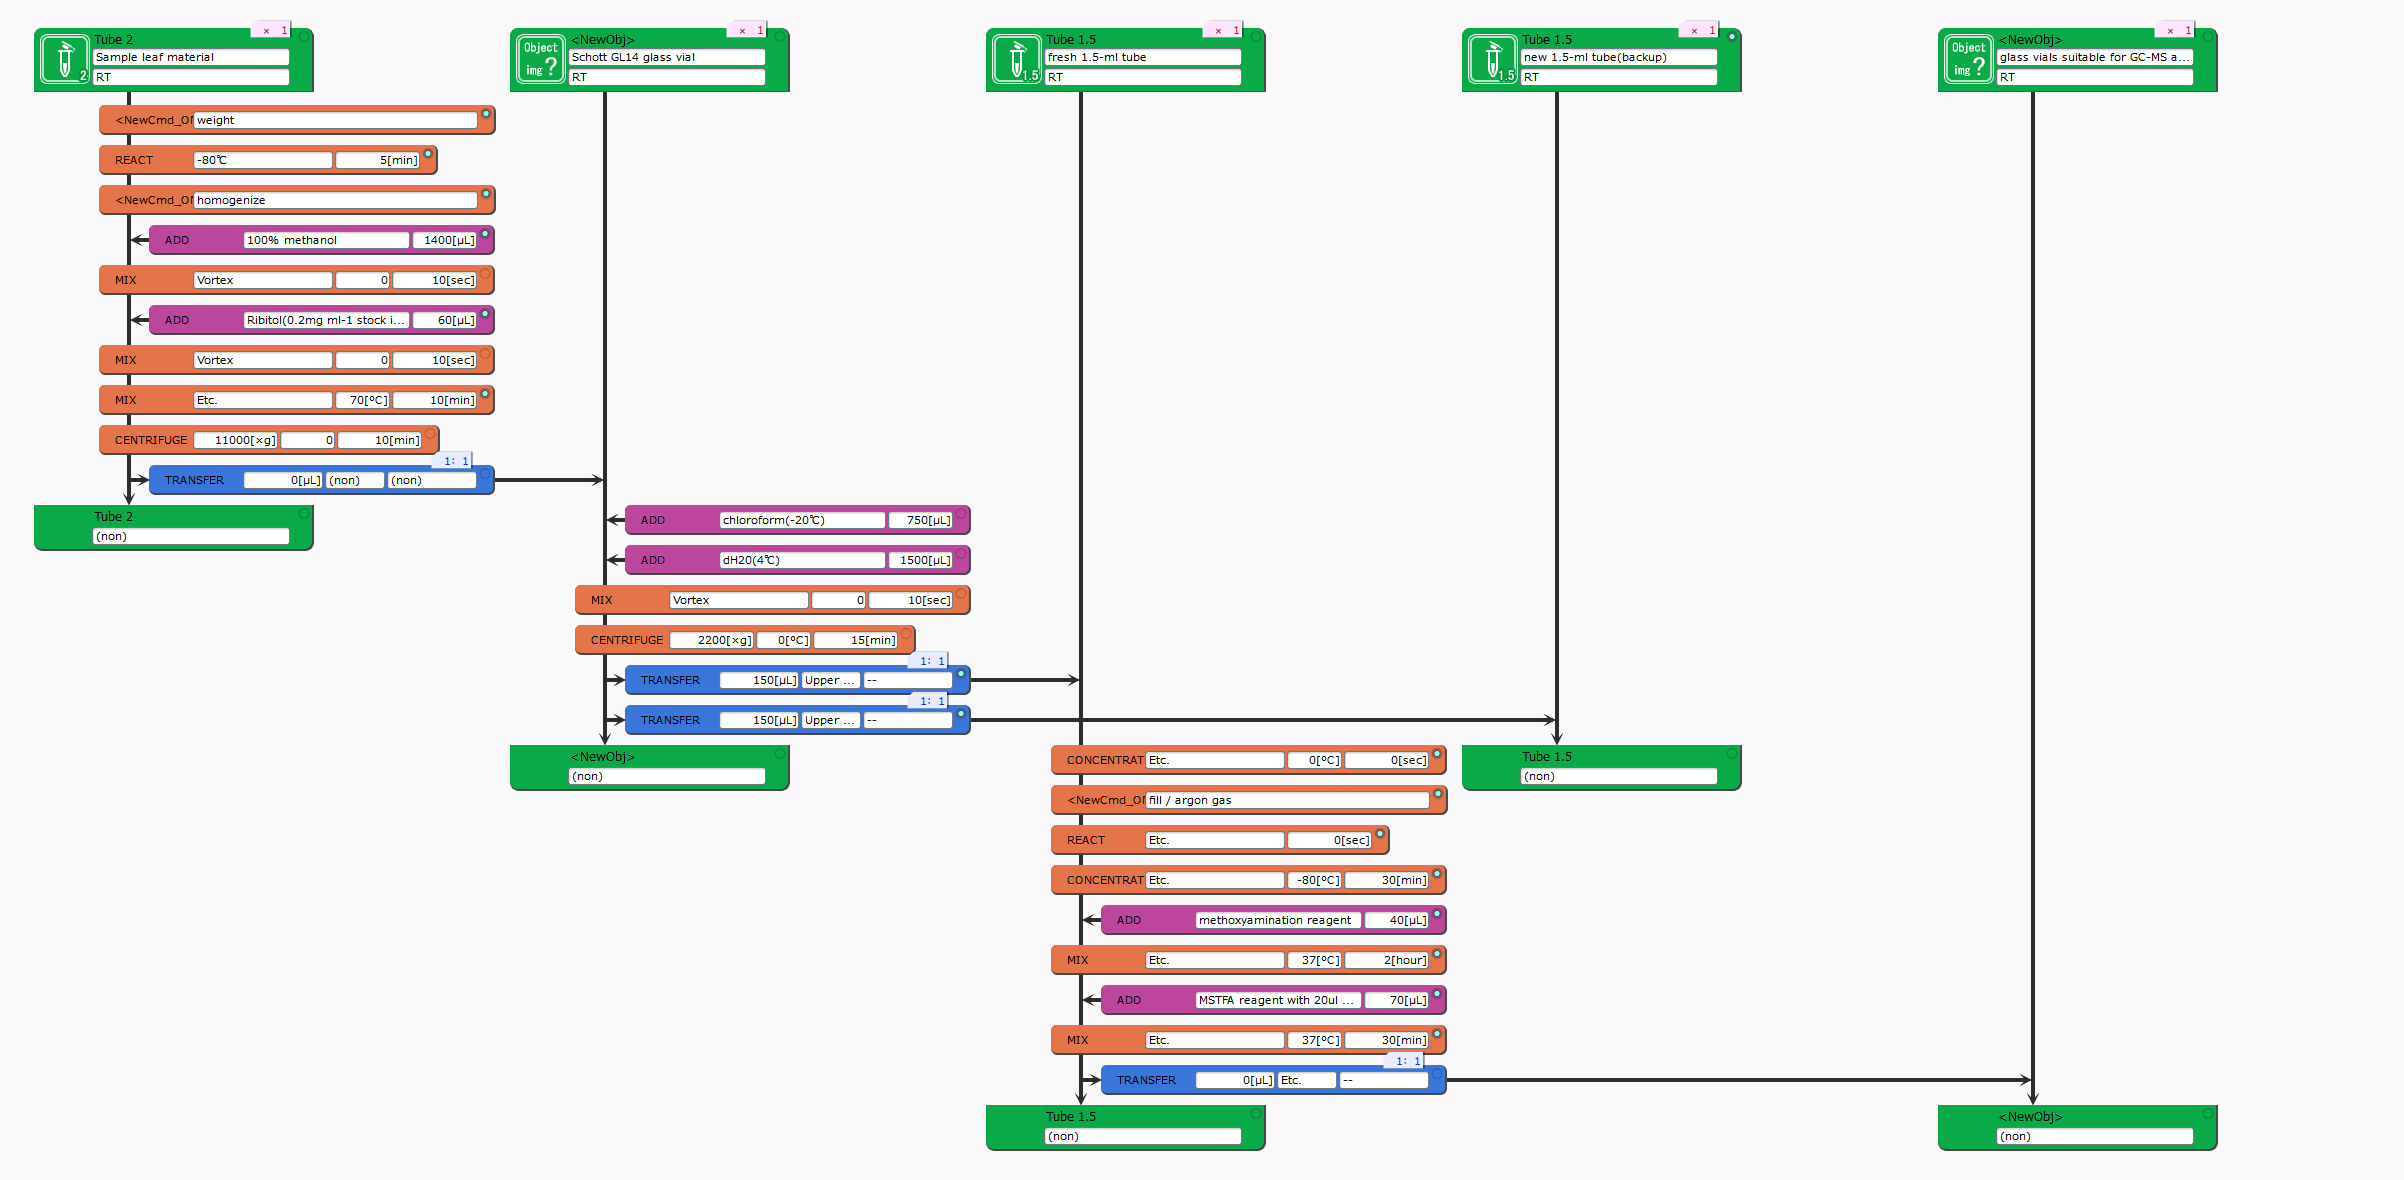 × 1
Tube 2
Sample leaf material
RT
2
× 1
<NewObj>
Object
img ?
Schott GL14 glass vial
RT
× 1
Tube 1.5
fresh 1.5-ml tube
RT
1.5
× 1
Tube 1.5
new 1.5-ml tube(backup)
RT
1.5
× 1
<NewObj>
Object
img ?
glass vials suitable for GC-MS a...
RT
<NewCmd_O weight
REACT -80℃ 5[min]
<NewCmd_O homogenize
ADD 100% methanol 1400[μL]
MIX Vortex 0 10[sec]
ADD Ribitol(0.2mg ml-1 stock i... 60[μL]
MIX Vortex 0 10[sec]
MIX Etc. 70[ºC] 10[min]
CENTRIFUGE 11000[×g] 0 10[min]
1: 1
TRANSFER 0[μL] (non) (non)
Tube 2
(non)
ADD chloroform(-20℃) 750[μL]
ADD dH20(4℃) 1500[μL]
MIX Vortex 0 10[sec]
CENTRIFUGE 2200[×g] 0[ºC] 15[min]
1: 1
TRANSFER 150[μL] Upper ... --
1: 1
TRANSFER 150[μL] Upper ... --
<NewObj>
(non)
CONCENTRAT Etc. 0[ºC] 0[sec]
Tube 1.5
(non)
<NewCmd_O fill / argon gas
REACT Etc. 0[sec]
CONCENTRAT Etc. -80[ºC] 30[min]
ADD methoxyamination reagent 40[μL]
MIX Etc. 37[ºC] 2[hour]
ADD MSTFA reagent with 20ul ... 70[μL]
MIX Etc. 37[ºC] 30[min]
1: 1
TRANSFER 0[μL] Etc. --
Tube 1.5
(non)
<NewObj>
(non)